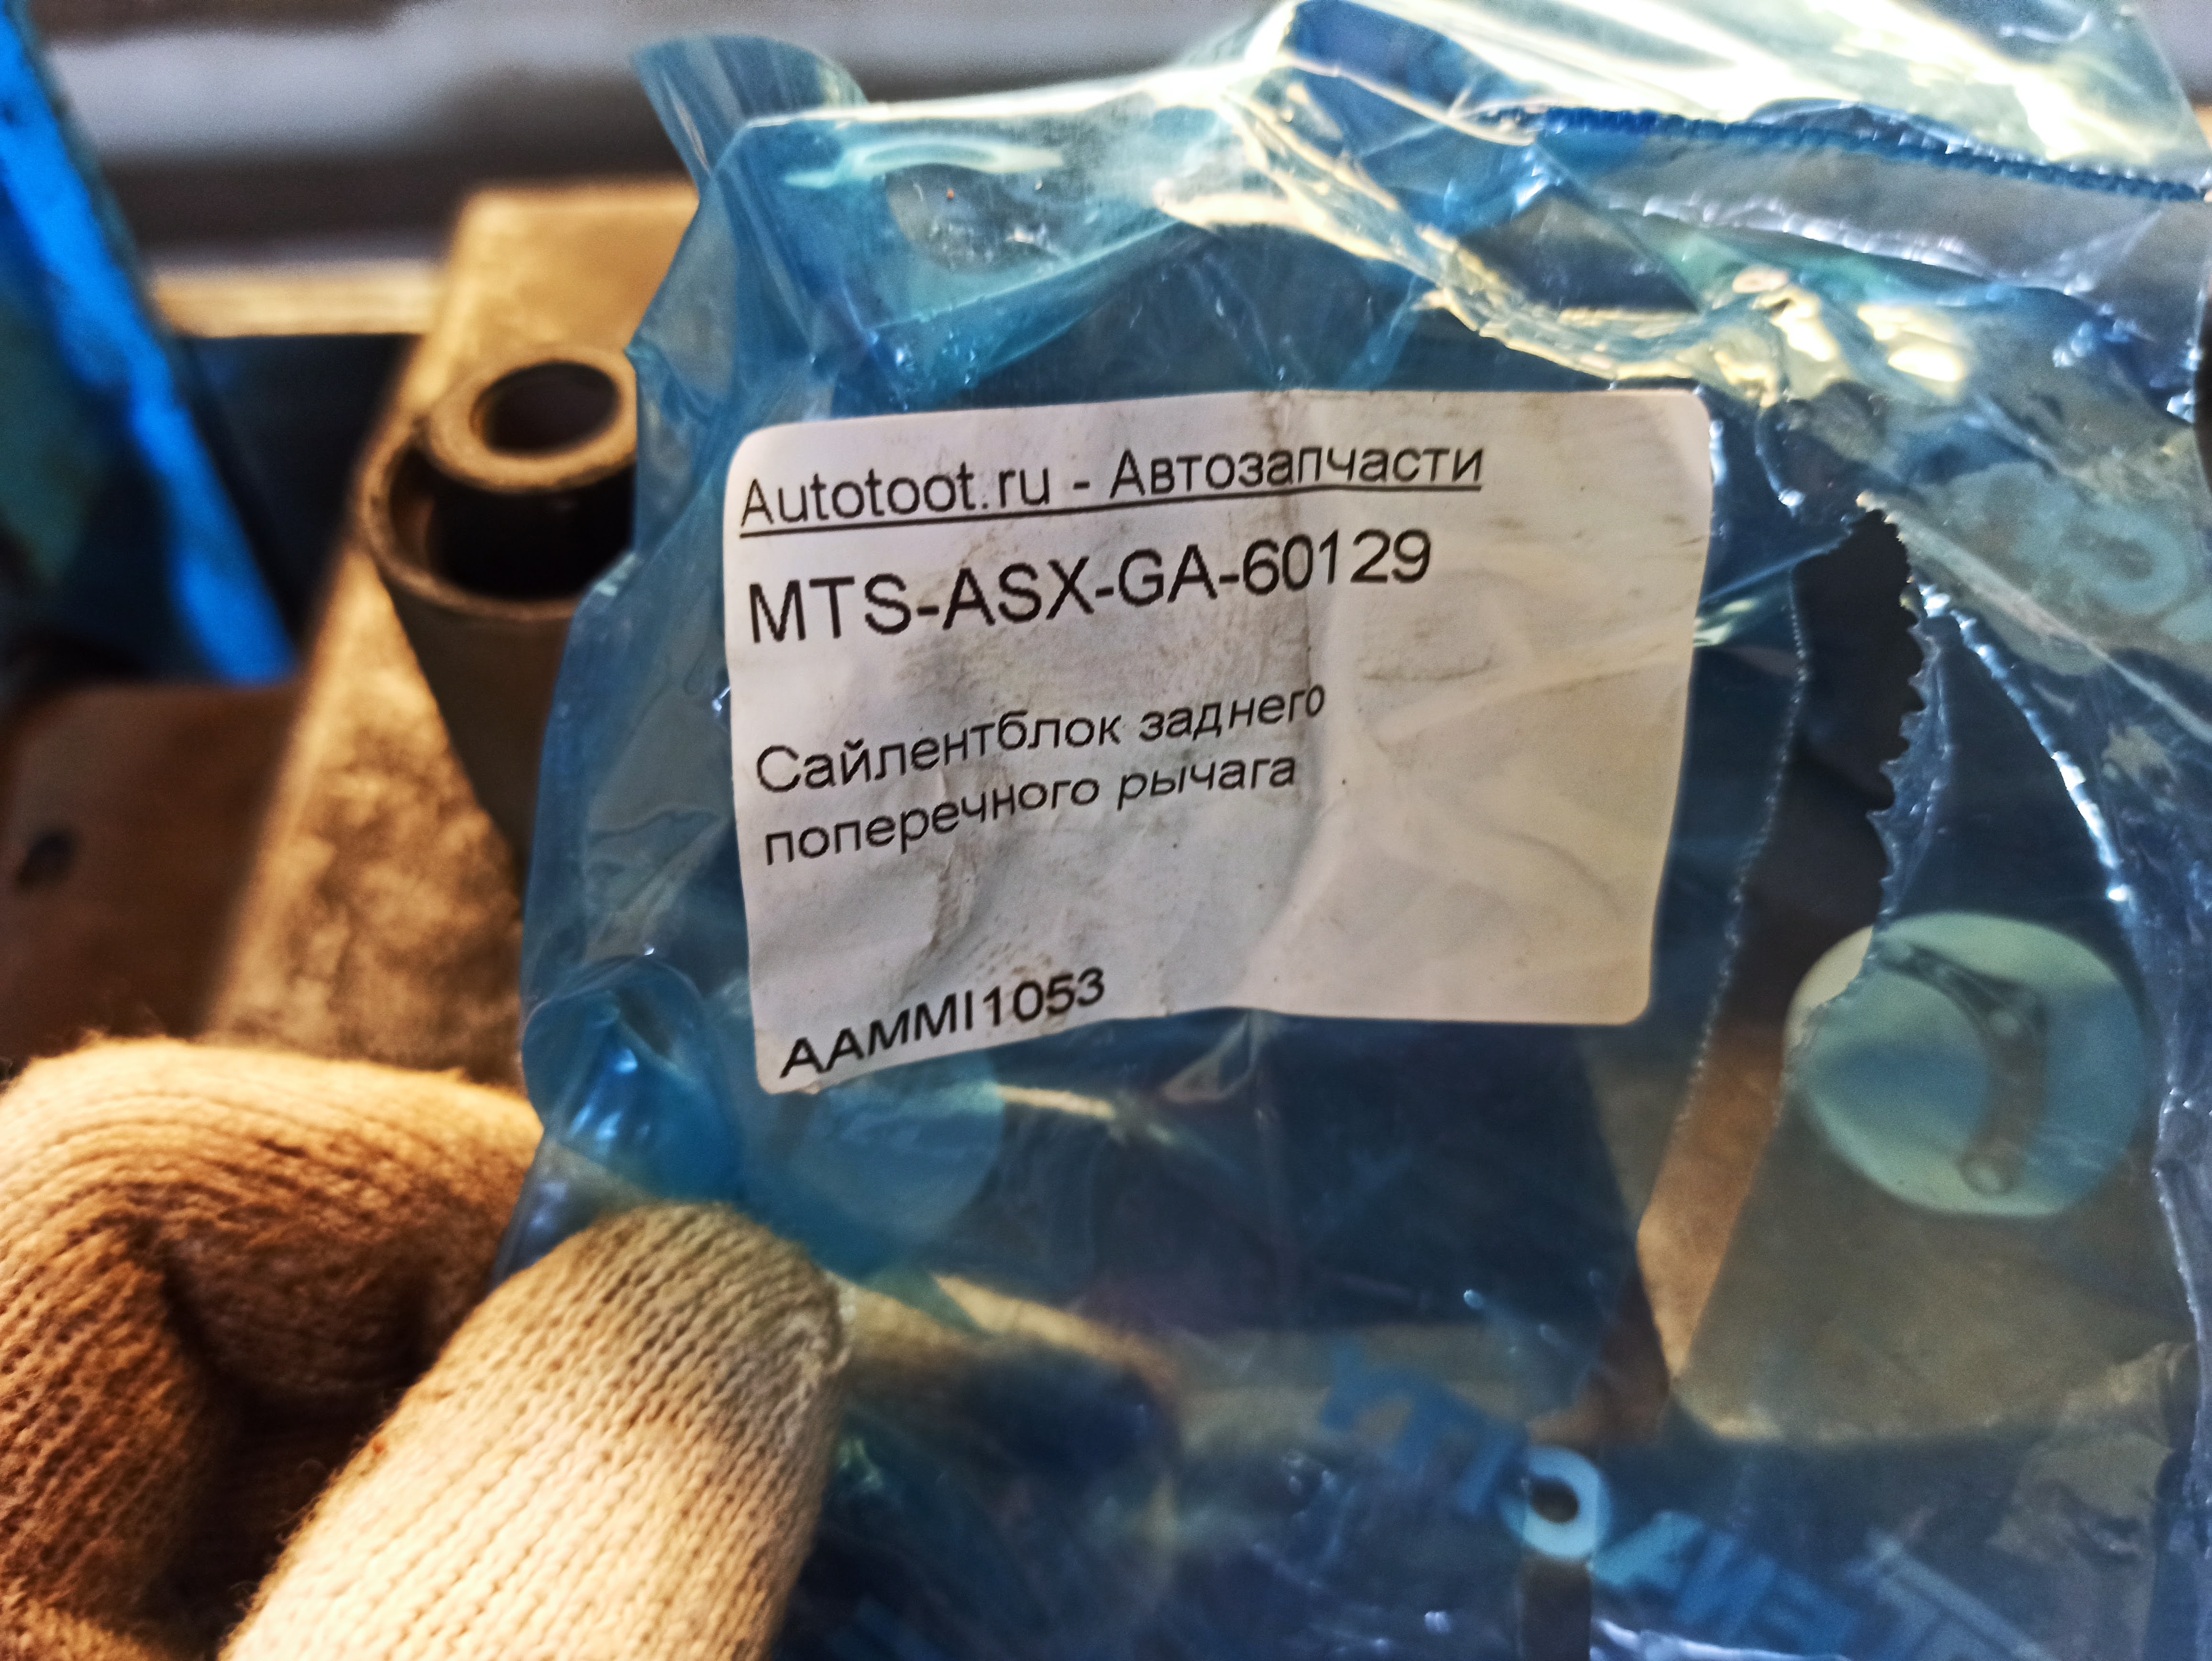 Autotoot.ru - Автозапчасти
MTS-ASX-GA-60129
Сайлентблок заднего
поперечного рычага
AAMMI1053